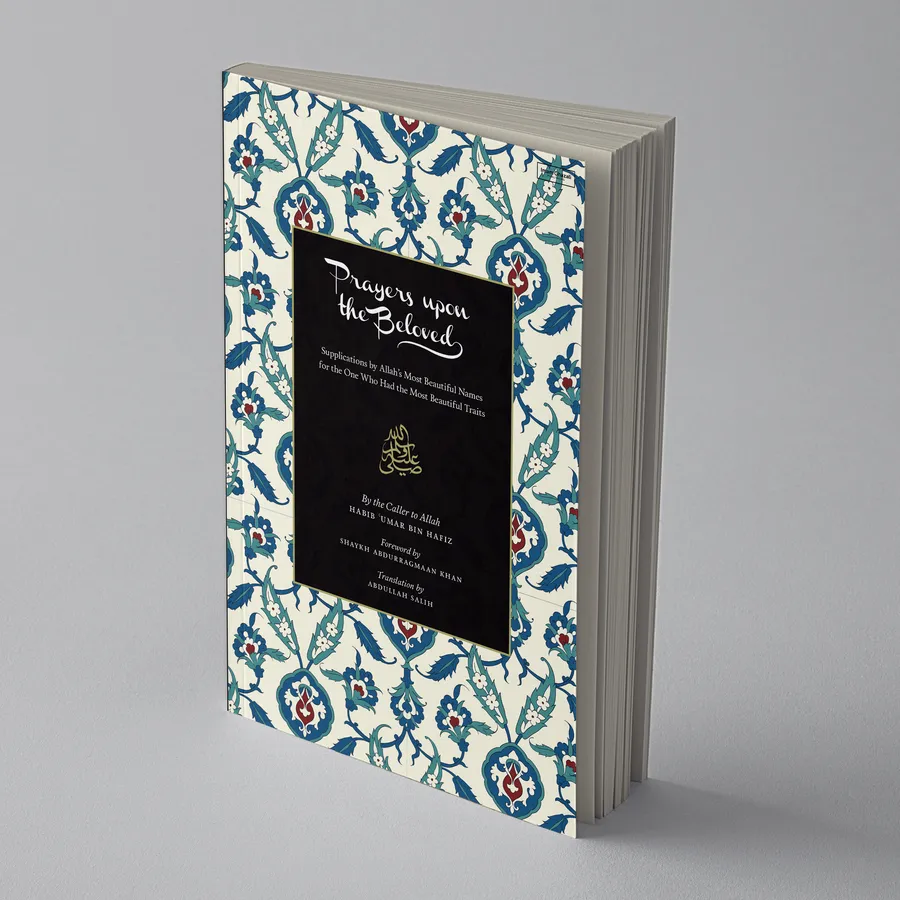 Prayers upon
the Beloved
Supplications by Allah's Most Beautiful Names
for the One Who Had the Most Beautiful Traits
صلى الله عليه وسلم
By the Caller to Allah
HABIB ʿUMAR BIN HAFIZ
Foreword by
SHAYKH ABDURRAGMAAN KHAN
Translation by
ABDULLAH SALIH